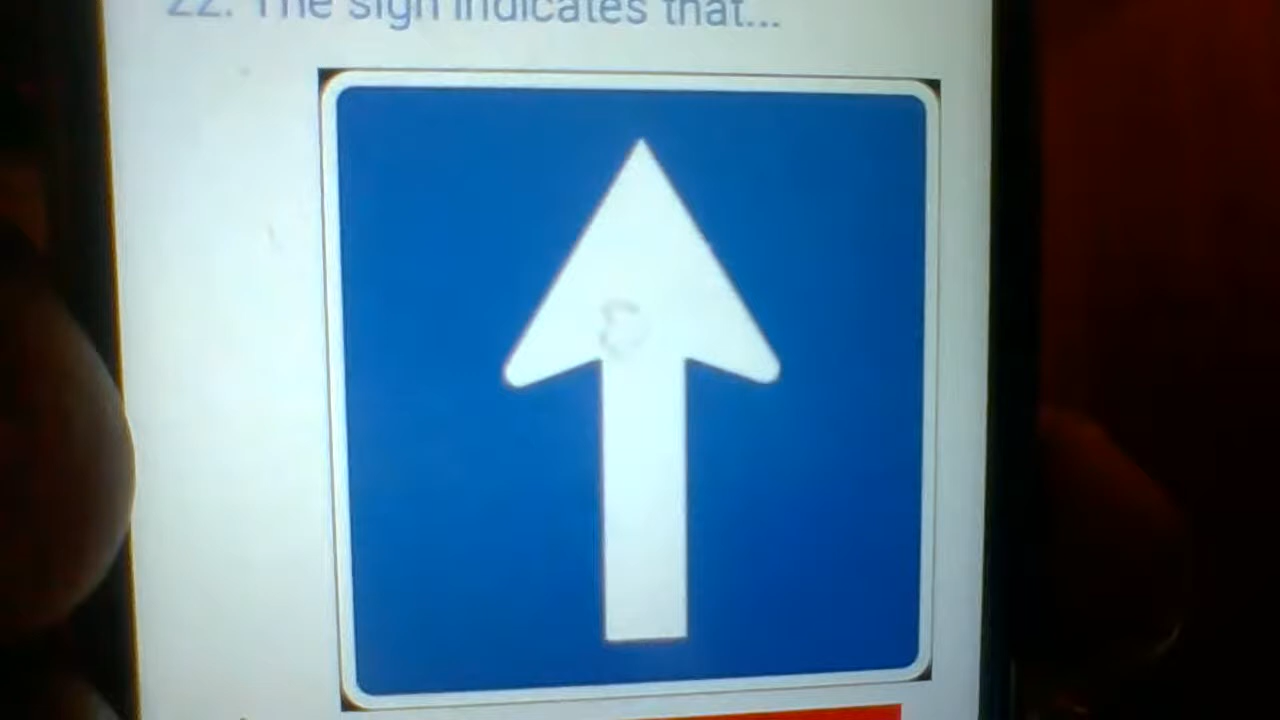 22. The sign indicates that...